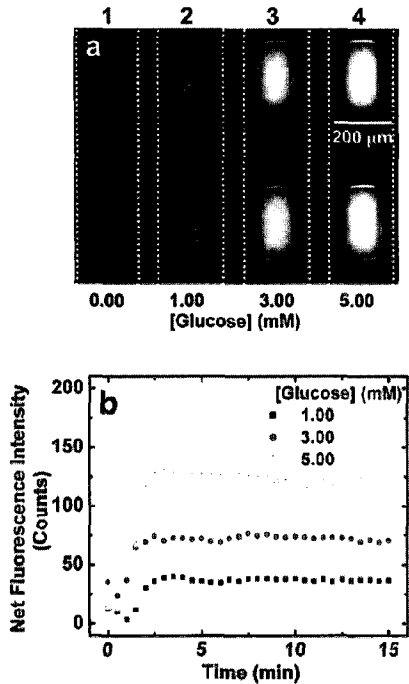 1 2 3 4
a
200 μm
0.00 1.00 3.00 5.00
[Glucose] (mM)
b
[Glucose] (mM)
1.00
3.00
5.00
200
150
100
50
0
Net Fluorescence Intensity
(Counts)
0 5 10 15
Time (min)